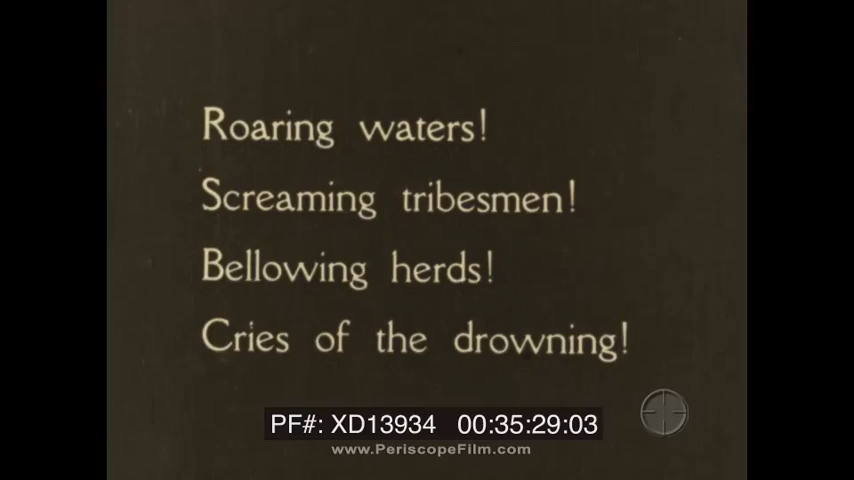 Roaring waters!
Screaming tribesmen!
Bellowing herds!
Cries of the drowning!
PF#: XD13934 00:35:29:03
www.PeriscopeFilm.com